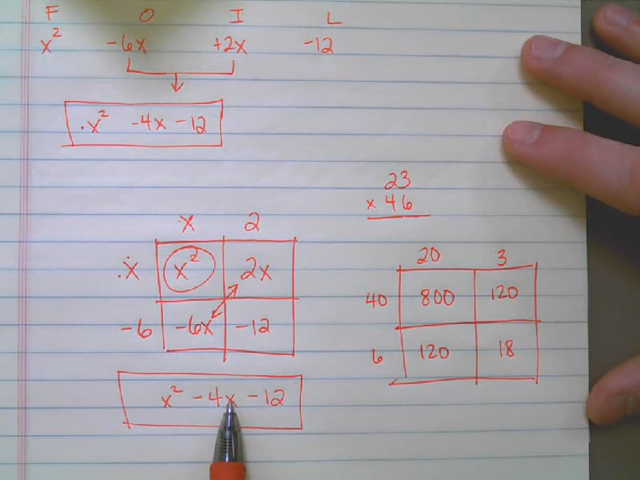 F O I L
x² -6x +2x -12
·x² -4x -12
23
x 46
x 2
·x x² 2x
-6 -6x -12
x² -4x -12
20 3
40 800 120
6 120 18